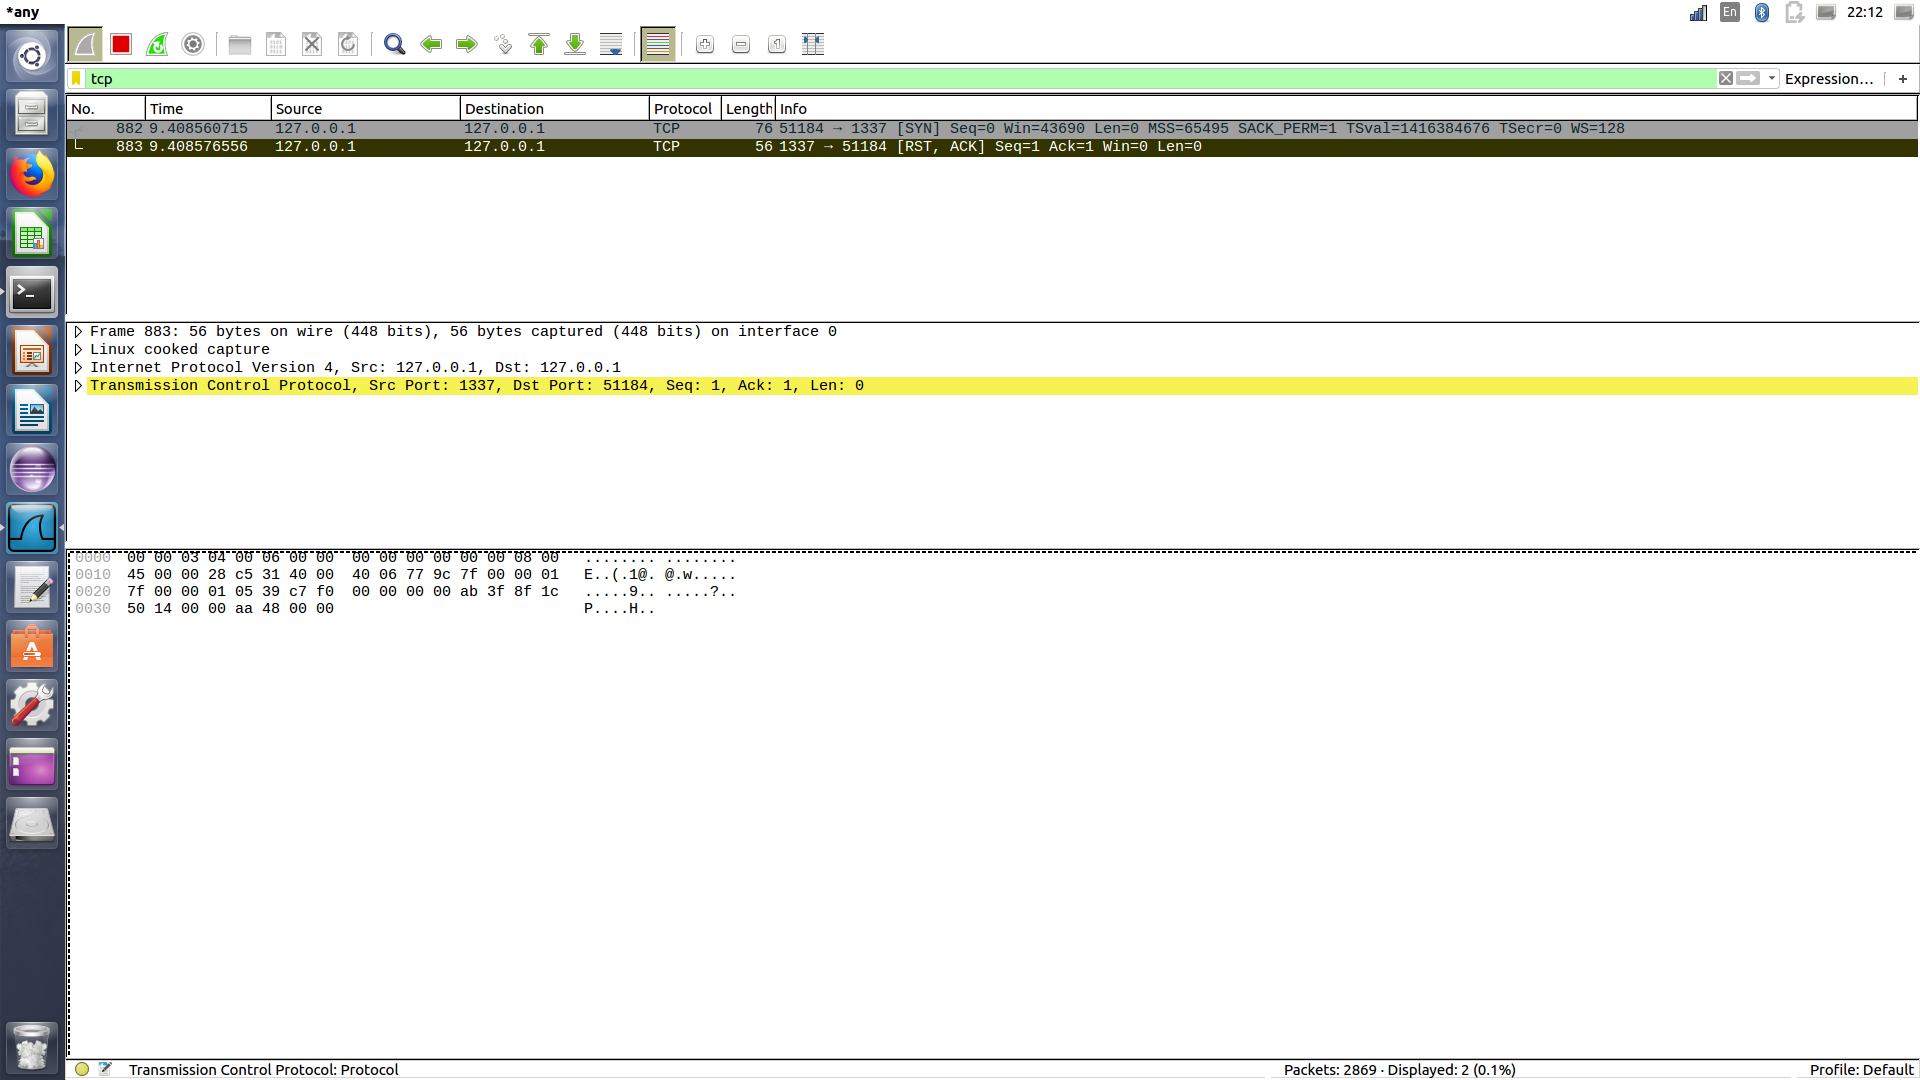 *any
En
22:12
tcp
Expression…
+
No. Time Source Destination Protocol Length Info
882 9.408560715 127.0.0.1 127.0.0.1 TCP 76 51184 → 1337 [SYN] Seq=0 Win=43690 Len=0 MSS=65495 SACK_PERM=1 TSval=1416384676 TSecr=0 WS=128
883 9.408576556 127.0.0.1 127.0.0.1 TCP 56 1337 → 51184 [RST, ACK] Seq=1 Ack=1 Win=0 Len=0
Frame 883: 56 bytes on wire (448 bits), 56 bytes captured (448 bits) on interface 0
Linux cooked capture
Internet Protocol Version 4, Src: 127.0.0.1, Dst: 127.0.0.1
Transmission Control Protocol, Src Port: 1337, Dst Port: 51184, Seq: 1, Ack: 1, Len: 0
0000 00 00 03 04 00 06 00 00 00 00 00 00 00 00 08 00 ........ ........
0010 45 00 00 28 c5 31 40 00 40 06 77 9c 7f 00 00 01 E..(.1@. @.w.....
0020 7f 00 00 01 05 39 c7 f0 00 00 00 00 ab 3f 8f 1c .....9.. .....?..
0030 50 14 00 00 aa 48 00 00 P....H..
Transmission Control Protocol: Protocol
Packets: 2869 · Displayed: 2 (0.1%)
Profile: Default